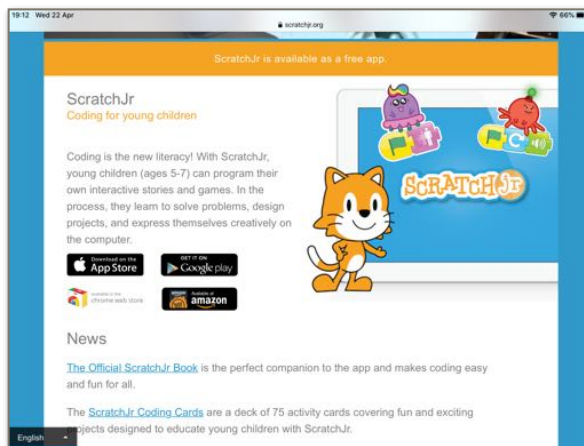 19:12 Wed 22 Apr
scratchjr.org
66%
ScratchJr is available as a free app.
ScratchJr
Coding for young children
Coding is the new literacy! With ScratchJr,
young children (ages 5-7) can program their
own interactive stories and games. In the
process, they learn to solve problems, design
projects, and express themselves creatively on
the computer.
SCRATCH Jr
Download on the
App Store
GET IT ON
Google play
available in the
chrome web store
Available at
amazon
News
The Official ScratchJr Book is the perfect companion to the app and makes coding easy
and fun for all.
The ScratchJr Coding Cards are a deck of 75 activity cards covering fun and exciting
projects designed to educate young children with ScratchJr.
English